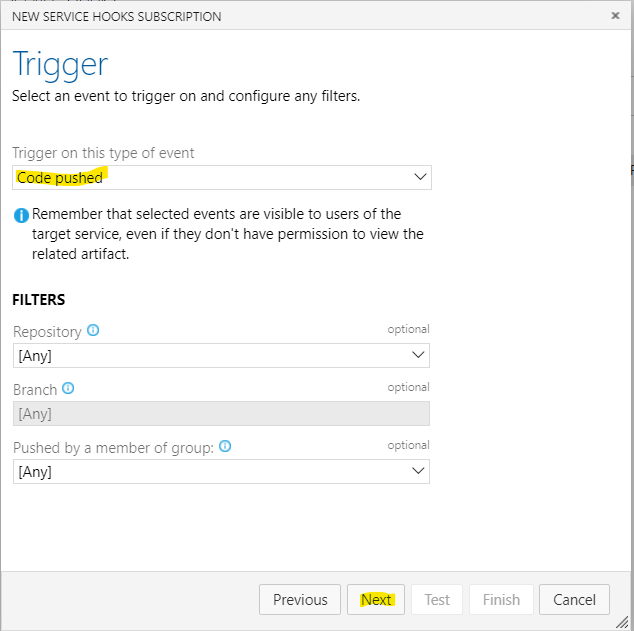 NEW SERVICE HOOKS SUBSCRIPTION
Trigger
Select an event to trigger on and configure any filters.
Trigger on this type of event
Code pushed
Remember that selected events are visible to users of the
target service, even if they don't have permission to view the
related artifact.
FILTERS
Repository optional
[Any]
Branch optional
[Any]
Pushed by a member of group: optional
[Any]
Previous Next Test Finish Cancel